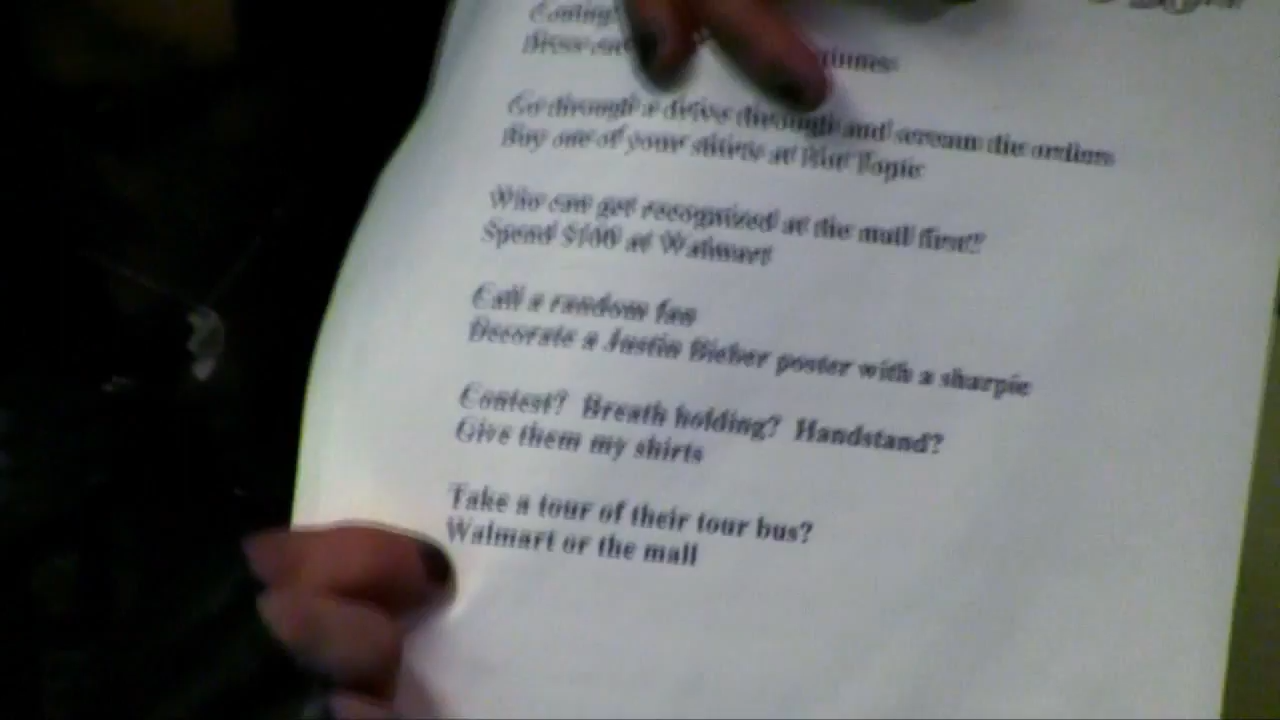 Go through a drive through and scream the orders
Buy one of your shirts at Hot Topic
Who can get recognized at the mall first?
Spend $100 at Walmart
Call a random fan
Decorate a Justin Bieber poster with a sharpie
Contest? Breath holding? Handstand?
Give them my shirts
Take a tour of their tour bus?
Walmart or the mall